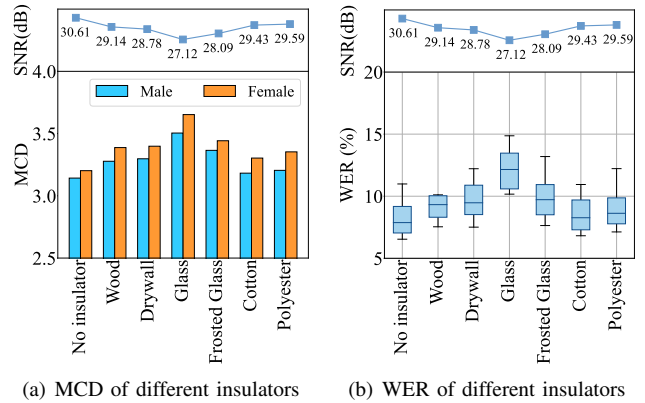 SNR(dB)
30.61 29.14 28.78 27.12 28.09 29.43 29.59
4.0
3.5
3.0
2.5
MCD
Male Female
No insulator
Wood
Drywall
Glass
Frosted Glass
Cotton
Polyester
(a) MCD of different insulators
SNR(dB)
30.61 29.14 28.78 27.12 28.09 29.43 29.59
20
15
10
5
WER (%)
No insulator
Wood
Drywall
Glass
Frosted Glass
Cotton
Polyester
(b) WER of different insulators